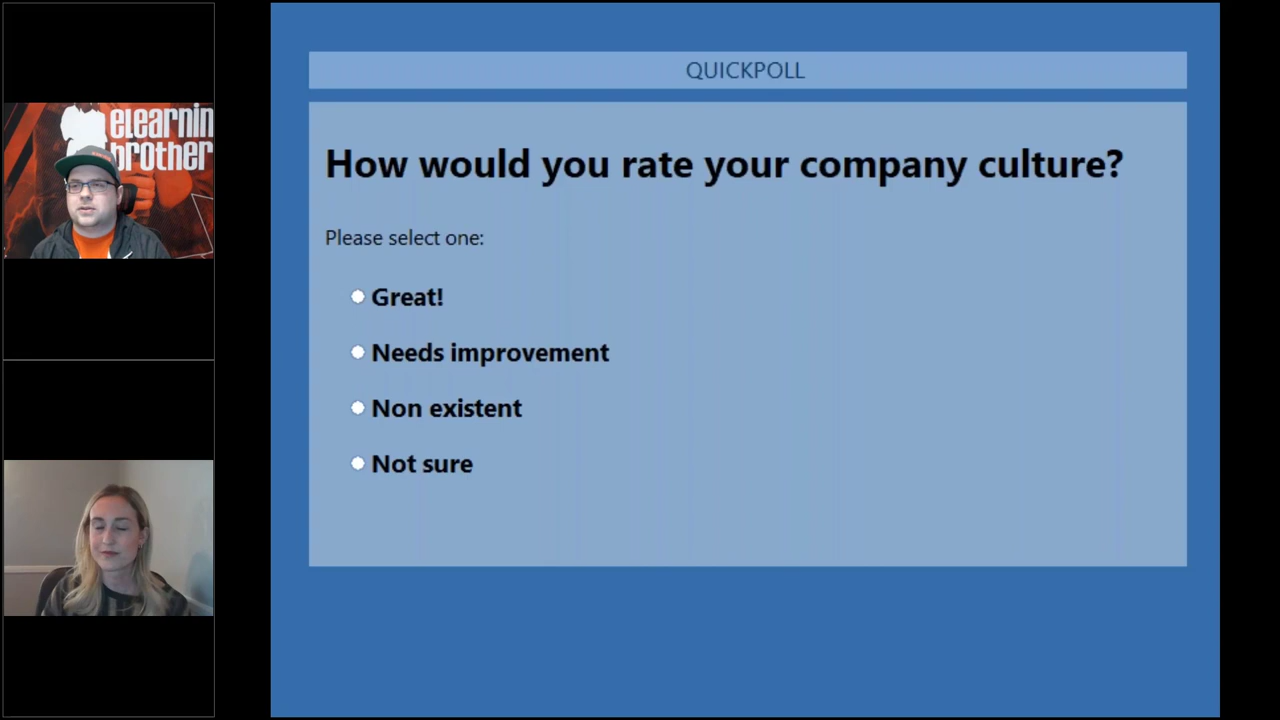 elearnin
brother
QUICKPOLL
How would you rate your company culture?
Please select one:
Great!
Needs improvement
Non existent
Not sure